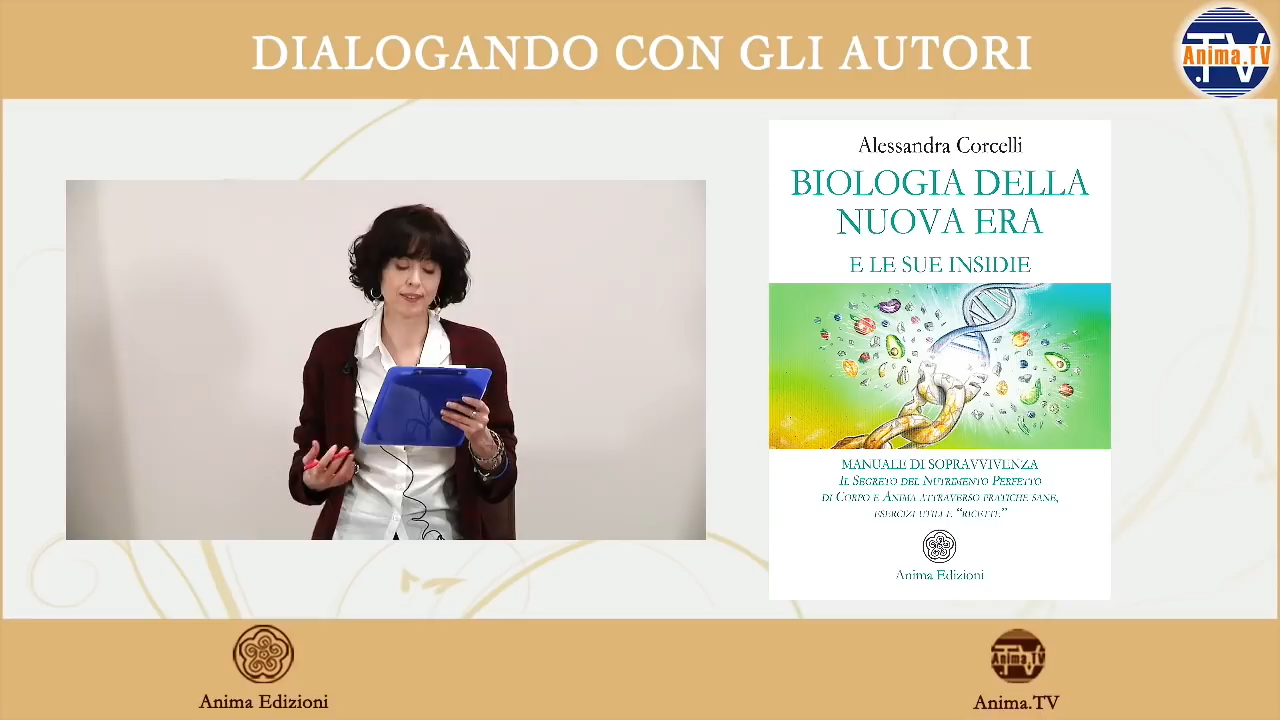 DIALOGANDO CON GLI AUTORI
Anima.TV
Alessandra Corcelli
BIOLOGIA DELLA
NUOVA ERA
E LE SUE INSIDIE
MANUALE DI SOPRAVVIVENZA
IL SEGRETO DEL NUTRIMENTO PERFETTO
DI CORPO E ANIMA ATTRAVERSO PRATICHE SANE,
ESERCIZI UTILI E “RICETTE”
Anima Edizioni
Anima Edizioni
Anima.TV
Anima.TV